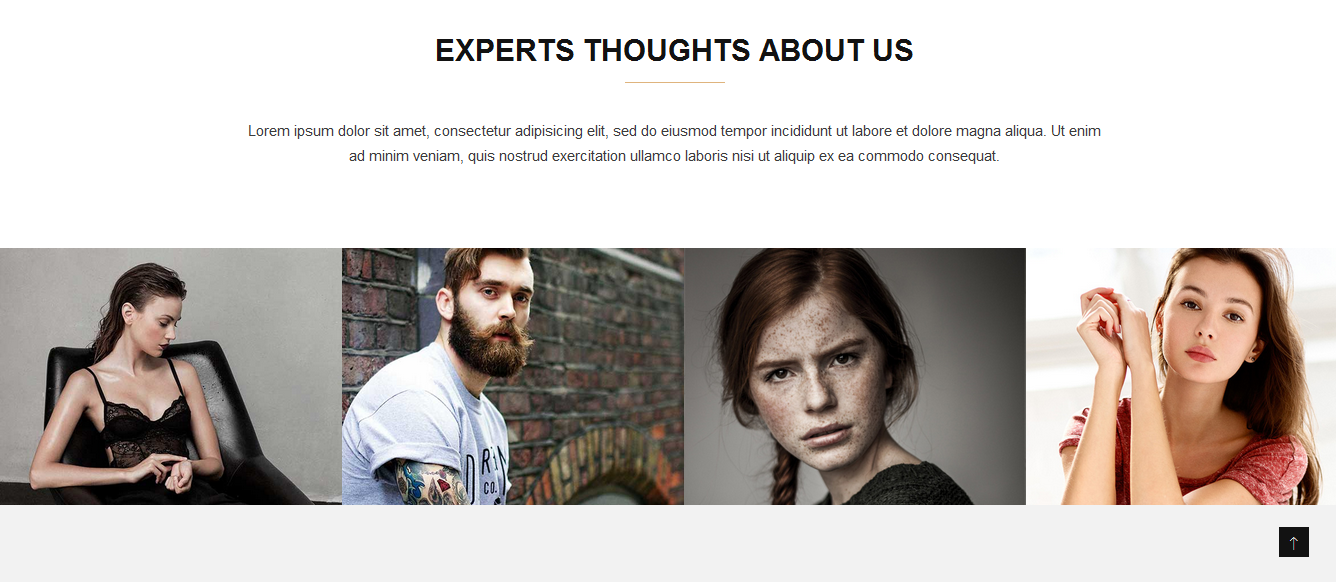 EXPERTS THOUGHTS ABOUT US
Lorem ipsum dolor sit amet, consectetur adipisicing elit, sed do eiusmod tempor incididunt ut labore et dolore magna aliqua. Ut enim
ad minim veniam, quis nostrud exercitation ullamco laboris nisi ut aliquip ex ea commodo consequat.
DRIN
CO.